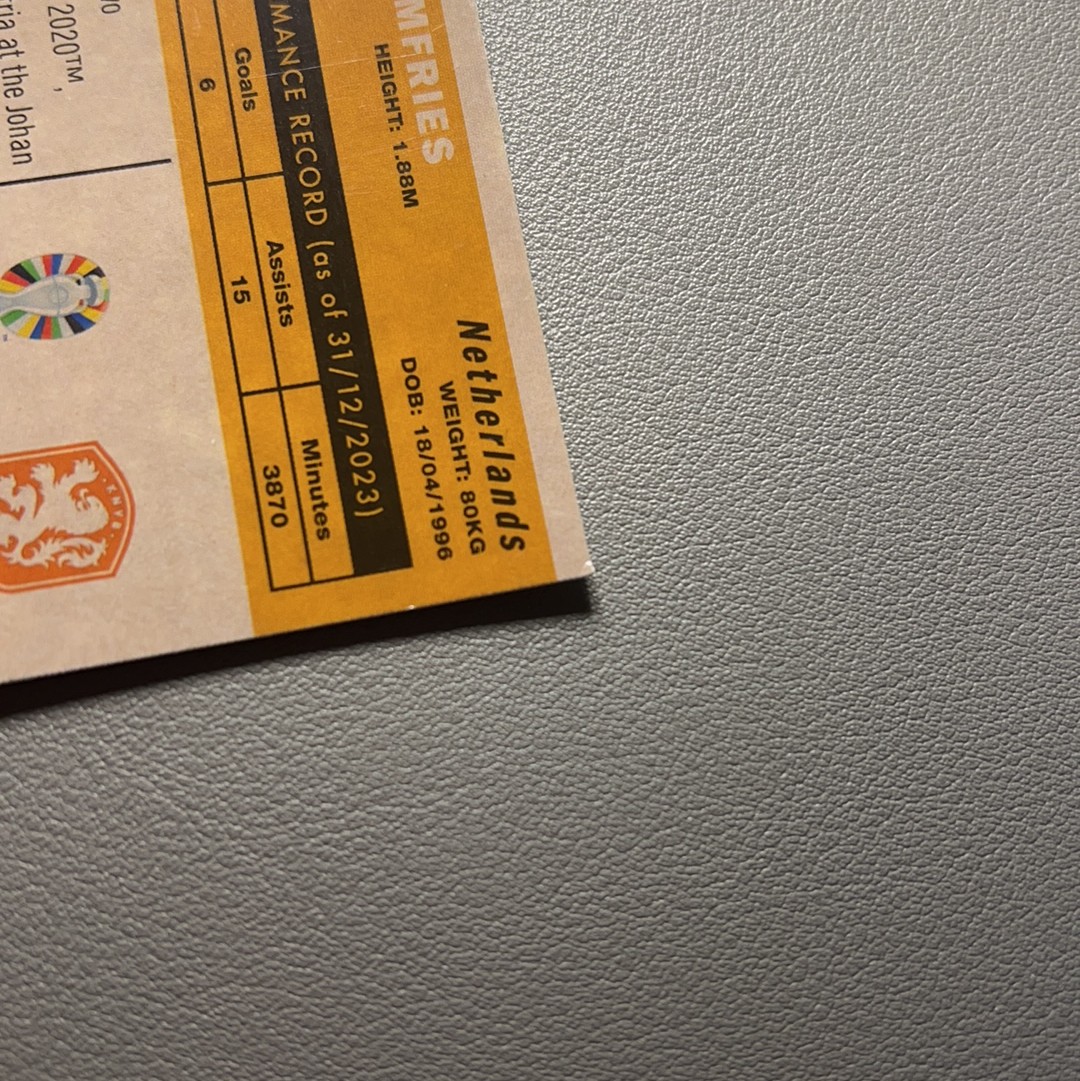 MFRIES
Netherlands
HEIGHT: 1.88M
WEIGHT: 80KG
DOB: 18/04/1996
MANCE RECORD (as of 31/12/2023)
Goals Assists Minutes
6 15 3870
2020™,
ria at the Johan
KNVB